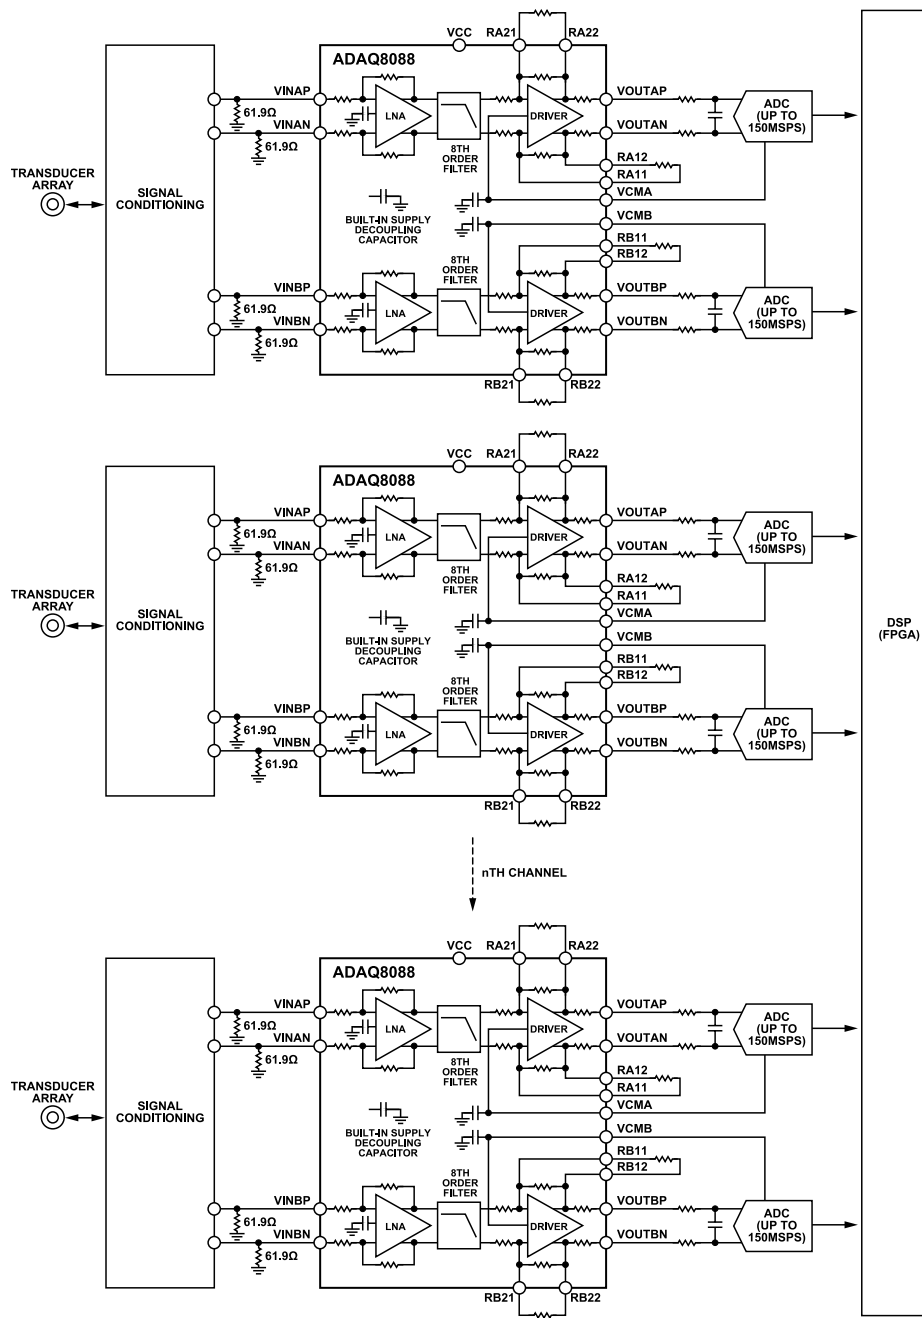 VCC
RA21
RA22
ADAQ8088
VINAP
61.9Ω
VINAN
61.9Ω
LNA
8TH
ORDER
FILTER
DRIVER
VOUTAP
VOUTAN
ADC
(UP TO
150MSPS)
RA12
RA11
VCMA
VCMB
TRANSDUCER
ARRAY
SIGNAL
CONDITIONING
BUILT-IN SUPPLY
DECOUPLING
CAPACITOR
RB11
RB12
8TH
ORDER
FILTER
VINBP
61.9Ω
VINBN
61.9Ω
LNA
DRIVER
VOUTBP
VOUTBN
ADC
(UP TO
150MSPS)
RB21
RB22
VCC
RA21
RA22
ADAQ8088
VINAP
61.9Ω
VINAN
61.9Ω
LNA
8TH
ORDER
FILTER
DRIVER
VOUTAP
VOUTAN
ADC
(UP TO
150MSPS)
RA12
RA11
VCMA
VCMB
TRANSDUCER
ARRAY
SIGNAL
CONDITIONING
BUILT-IN SUPPLY
DECOUPLING
CAPACITOR
DSP
(FPGA)
RB11
RB12
8TH
ORDER
FILTER
VINBP
61.9Ω
VINBN
61.9Ω
LNA
DRIVER
VOUTBP
VOUTBN
ADC
(UP TO
150MSPS)
RB21
RB22
nTH CHANNEL
VCC
RA21
RA22
ADAQ8088
VINAP
61.9Ω
VINAN
61.9Ω
LNA
8TH
ORDER
FILTER
DRIVER
VOUTAP
VOUTAN
ADC
(UP TO
150MSPS)
RA12
RA11
VCMA
VCMB
TRANSDUCER
ARRAY
SIGNAL
CONDITIONING
BUILT-IN SUPPLY
DECOUPLING
CAPACITOR
RB11
RB12
8TH
ORDER
FILTER
VINBP
61.9Ω
VINBN
61.9Ω
LNA
DRIVER
VOUTBP
VOUTBN
ADC
(UP TO
150MSPS)
RB21
RB22